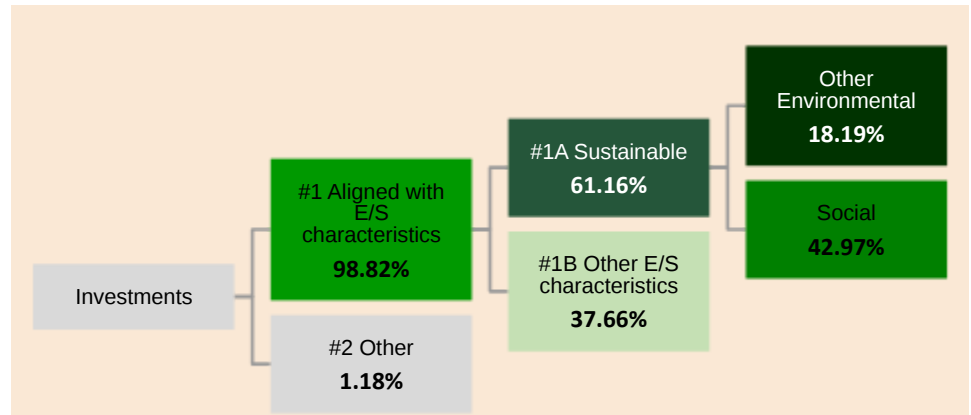 Investments
#1 Aligned with
E/S
characteristics
98.82%
#2 Other
1.18%
#1A Sustainable
61.16%
#1B Other E/S
characteristics
37.66%
Other
Environmental
18.19%
Social
42.97%